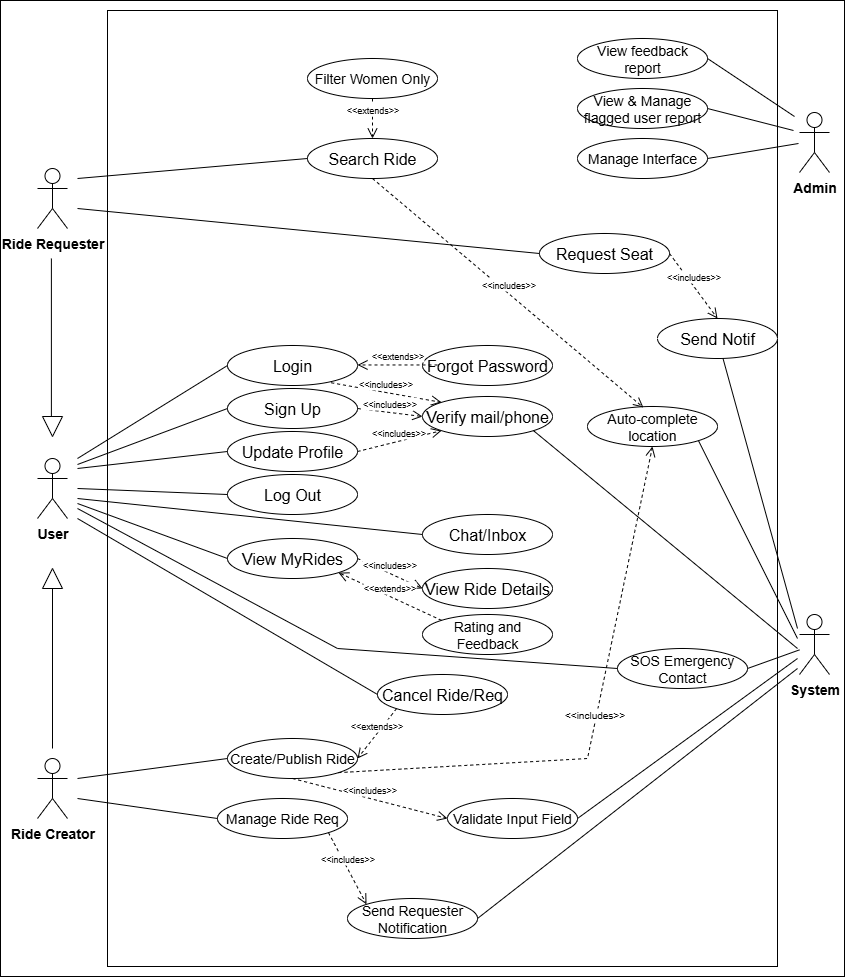 View feedback
report
Filter Women Only
<<extends>>
View & Manage
flagged user report
Search Ride
Manage Interface
Admin
Ride Requester
Request Seat
<<includes>>
<<includes>>
Send Notif
Login
<<extends>>
Forgot Password
<<includes>>
Sign Up
<<includes>>
Verify mail/phone
Auto-complete
location
<<includes>>
Update Profile
Log Out
User
Chat/Inbox
View MyRides
<<includes>>
<<extends>>
View Ride Details
Rating and
Feedback
SOS Emergency
Contact
System
Cancel Ride/Req
<<includes>>
<<extends>>
Create/Publish Ride
<<includes>>
Manage Ride Req
Validate Input Field
Ride Creator
<<includes>>
Send Requester
Notification